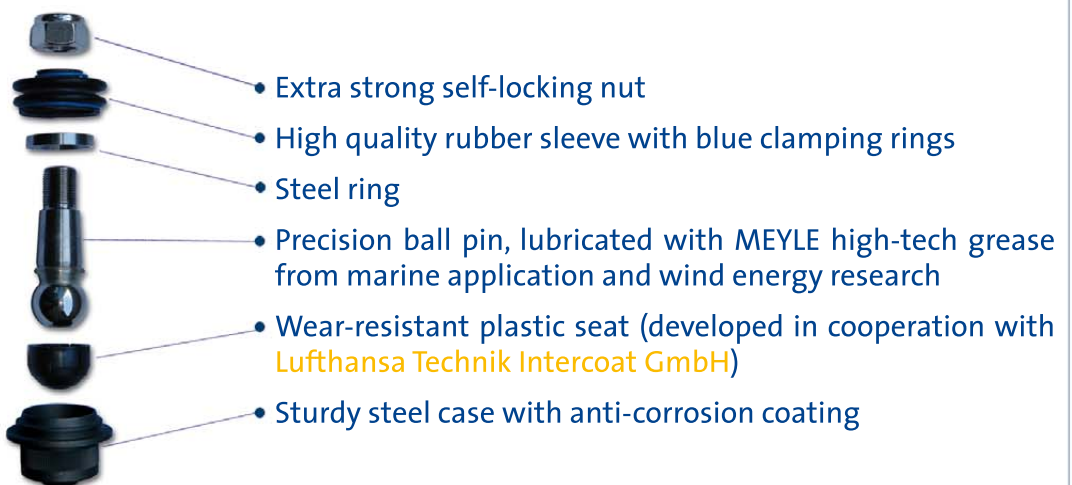 Extra strong self-locking nut
High quality rubber sleeve with blue clamping rings
Steel ring
Precision ball pin, lubricated with MEYLE high-tech grease
from marine application and wind energy research
Wear-resistant plastic seat (developed in cooperation with
Lufthansa Technik Intercoat GmbH)
Sturdy steel case with anti-corrosion coating